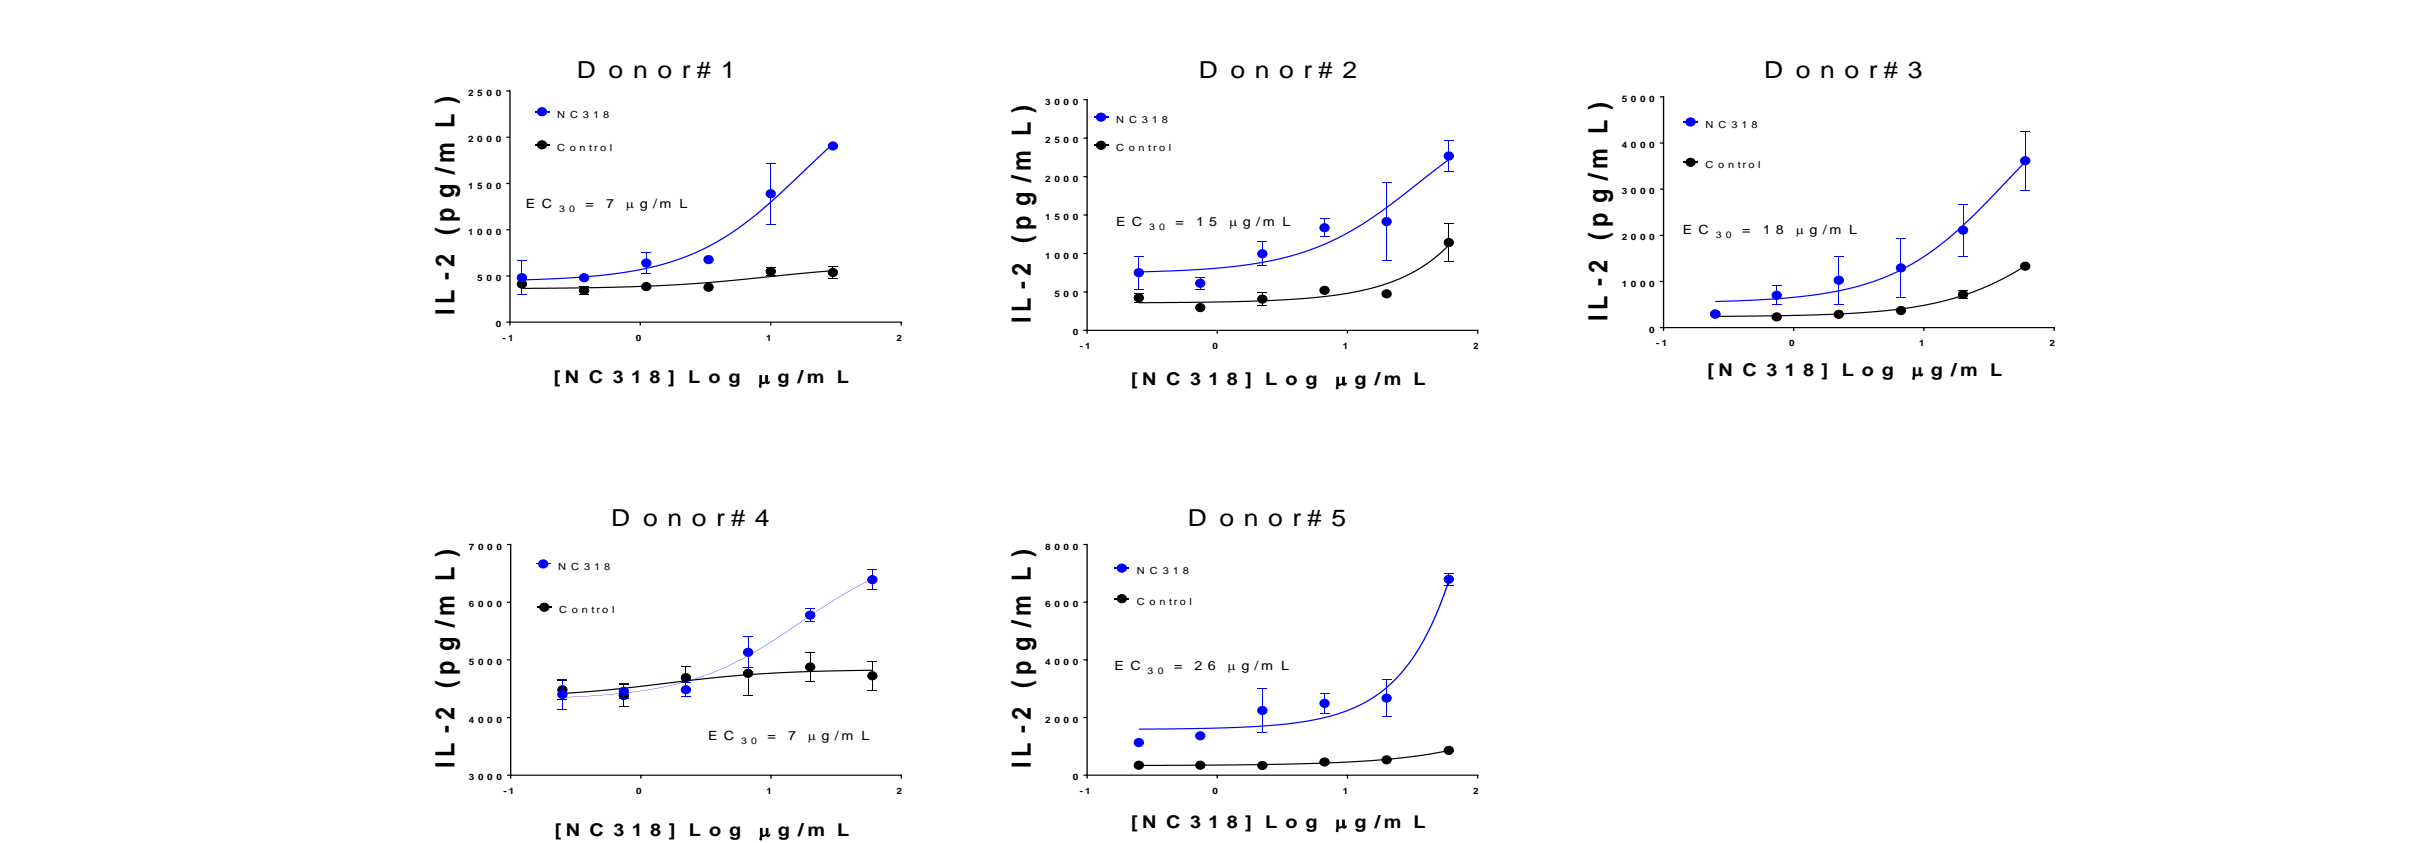 Donor#1
2500
2000
1500
1000
500
0
IL-2 (pg/mL)
NC318
Control
EC30 = 7 μg/mL
-1 0 1 2
[NC318] Log μg/mL
Donor#2
3000
2500
2000
1500
1000
500
0
IL-2 (pg/mL)
NC318
Control
EC30 = 15 μg/mL
-1 0 1 2
[NC318] Log μg/mL
Donor#3
5000
4000
3000
2000
1000
0
IL-2 (pg/mL)
NC318
Control
EC30 = 18 μg/mL
-1 0 1 2
[NC318] Log μg/mL
Donor#4
7000
6000
5000
4000
3000
IL-2 (pg/mL)
NC318
Control
EC30 = 7 μg/mL
-1 0 1 2
[NC318] Log μg/mL
Donor#5
8000
6000
4000
2000
0
IL-2 (pg/mL)
NC318
Control
EC30 = 26 μg/mL
-1 0 1 2
[NC318] Log μg/mL